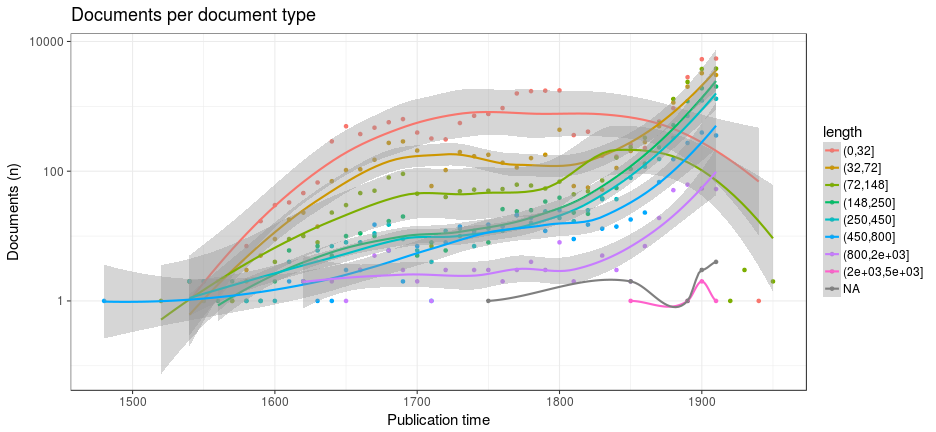 Documents per document type
Documents (n)
10000
100
1
1500
1600
1700
1800
1900
Publication time
length
(0,32]
(32,72]
(72,148]
(148,250]
(250,450]
(450,800]
(800,2e+03]
(2e+03,5e+03]
NA